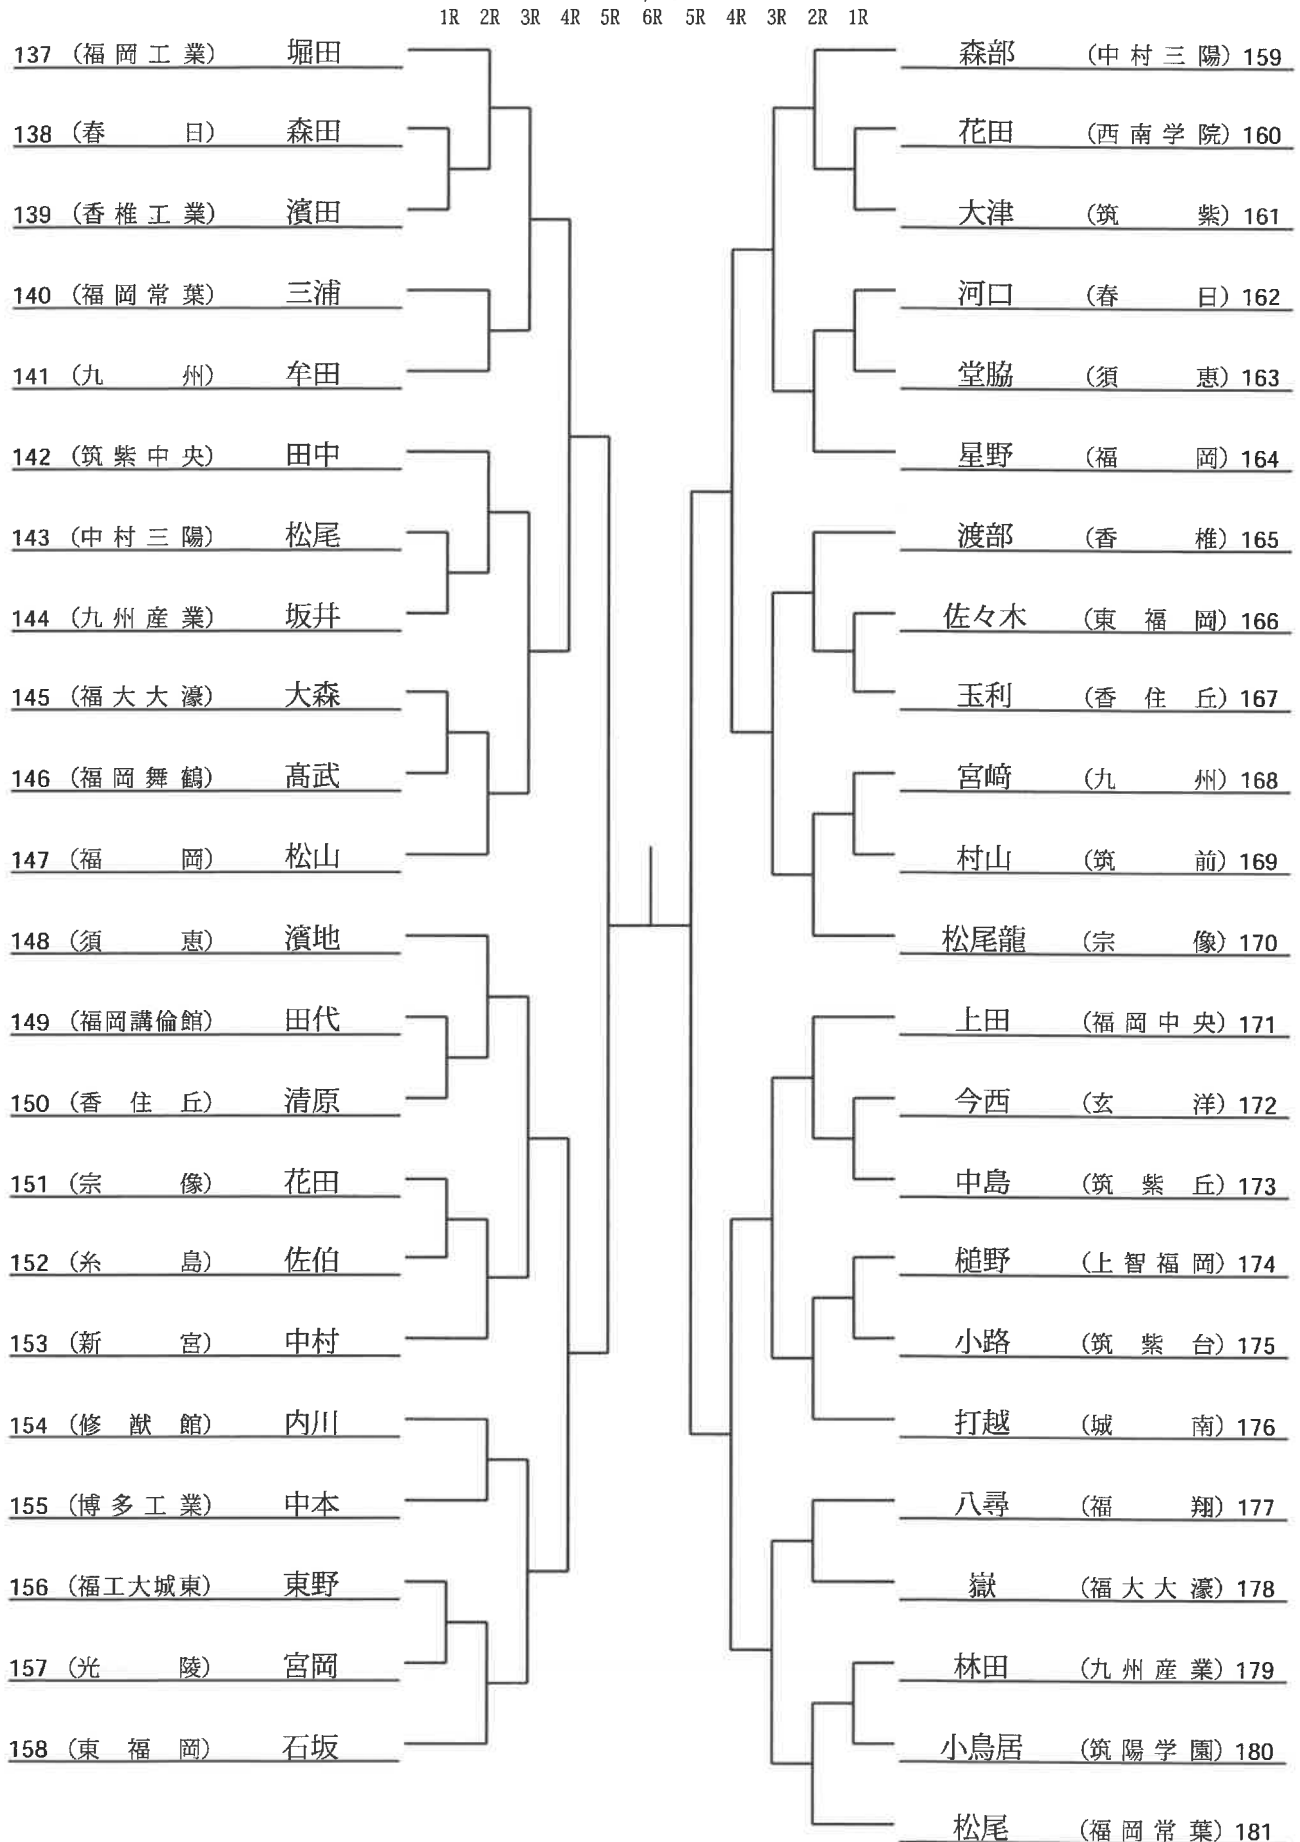 1R 2R 3R 4R 5R 6R 5R 4R 3R 2R 1R
137 (福岡工業) 堀田
138 (春日) 森田
139 (香椎工業) 濱田
140 (福岡常葉) 三浦
141 (九州) 牟田
142 (筑紫中央) 田中
143 (中村三陽) 松尾
144 (九州産業) 坂井
145 (福大大濠) 大森
146 (福岡舞鶴) 髙武
147 (福岡) 松山
148 (須恵) 濱地
149 (福岡講倫館) 田代
150 (香住丘) 清原
151 (宗像) 花田
152 (糸島) 佐伯
153 (新宮) 中村
154 (修猷館) 内川
155 (博多工業) 中本
156 (福工大城東) 東野
157 (光陵) 宮岡
158 (東福岡) 石坂
森部 (中村三陽) 159
花田 (西南学院) 160
大津 (筑紫) 161
河口 (春日) 162
堂脇 (須恵) 163
星野 (福岡) 164
渡部 (香椎) 165
佐々木 (東福岡) 166
玉利 (香住丘) 167
宮﨑 (九州) 168
村山 (筑前) 169
松尾龍 (宗像) 170
上田 (福岡中央) 171
今西 (玄洋) 172
中島 (筑紫丘) 173
槌野 (上智福岡) 174
小路 (筑紫台) 175
打越 (城南) 176
八尋 (福翔) 177
嶽 (福大大濠) 178
林田 (九州産業) 179
小鳥居 (筑陽学園) 180
松尾 (福岡常葉) 181